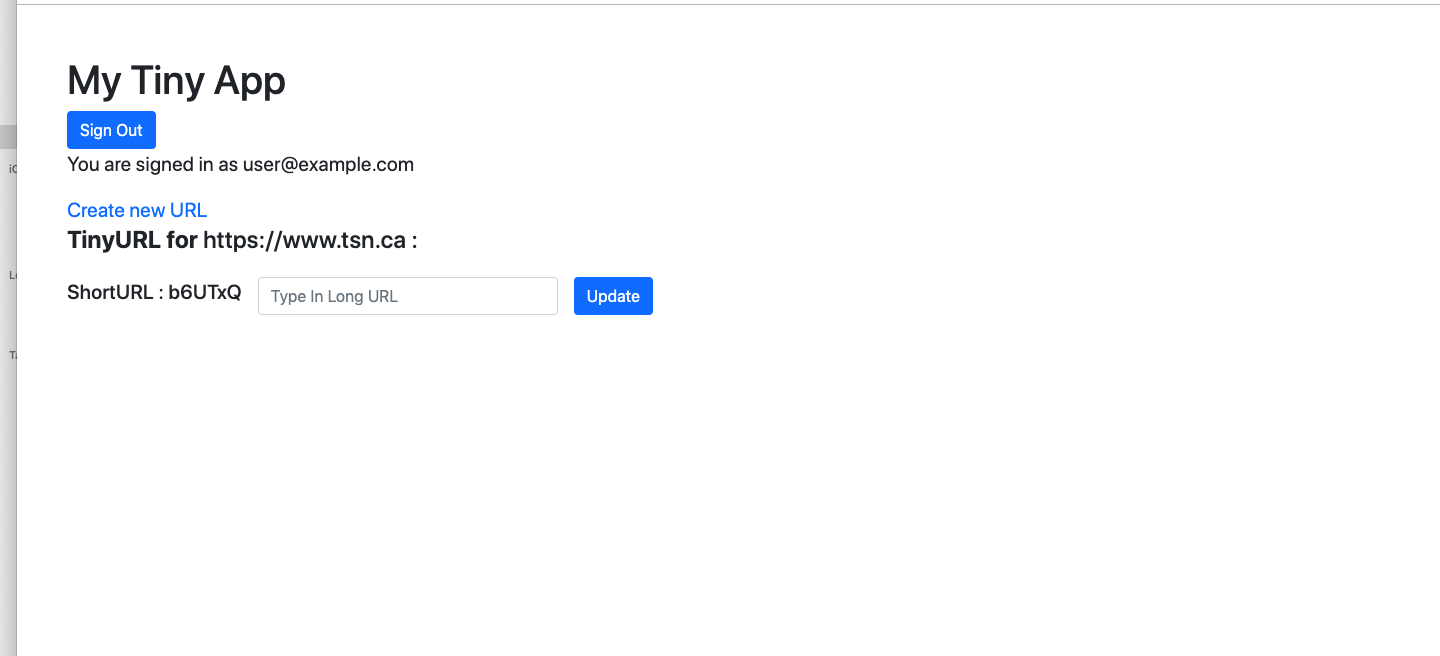 My Tiny App
Sign Out
You are signed in as user@example.com
Create new URL
TinyURL for https://www.tsn.ca :
ShortURL : b6UTxQ Type In Long URL Update